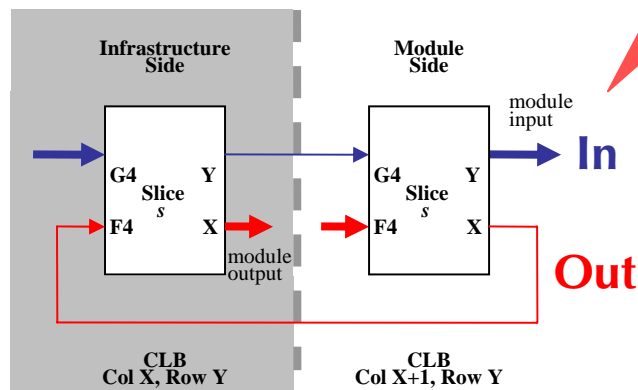 Infrastructure
Side
Module
Side
module
input
In
G4 Y
Slice
s
F4 X
module
output
G4 Y
Slice
s
F4 X
Out
CLB
Col X, Row Y
CLB
Col X+1, Row Y